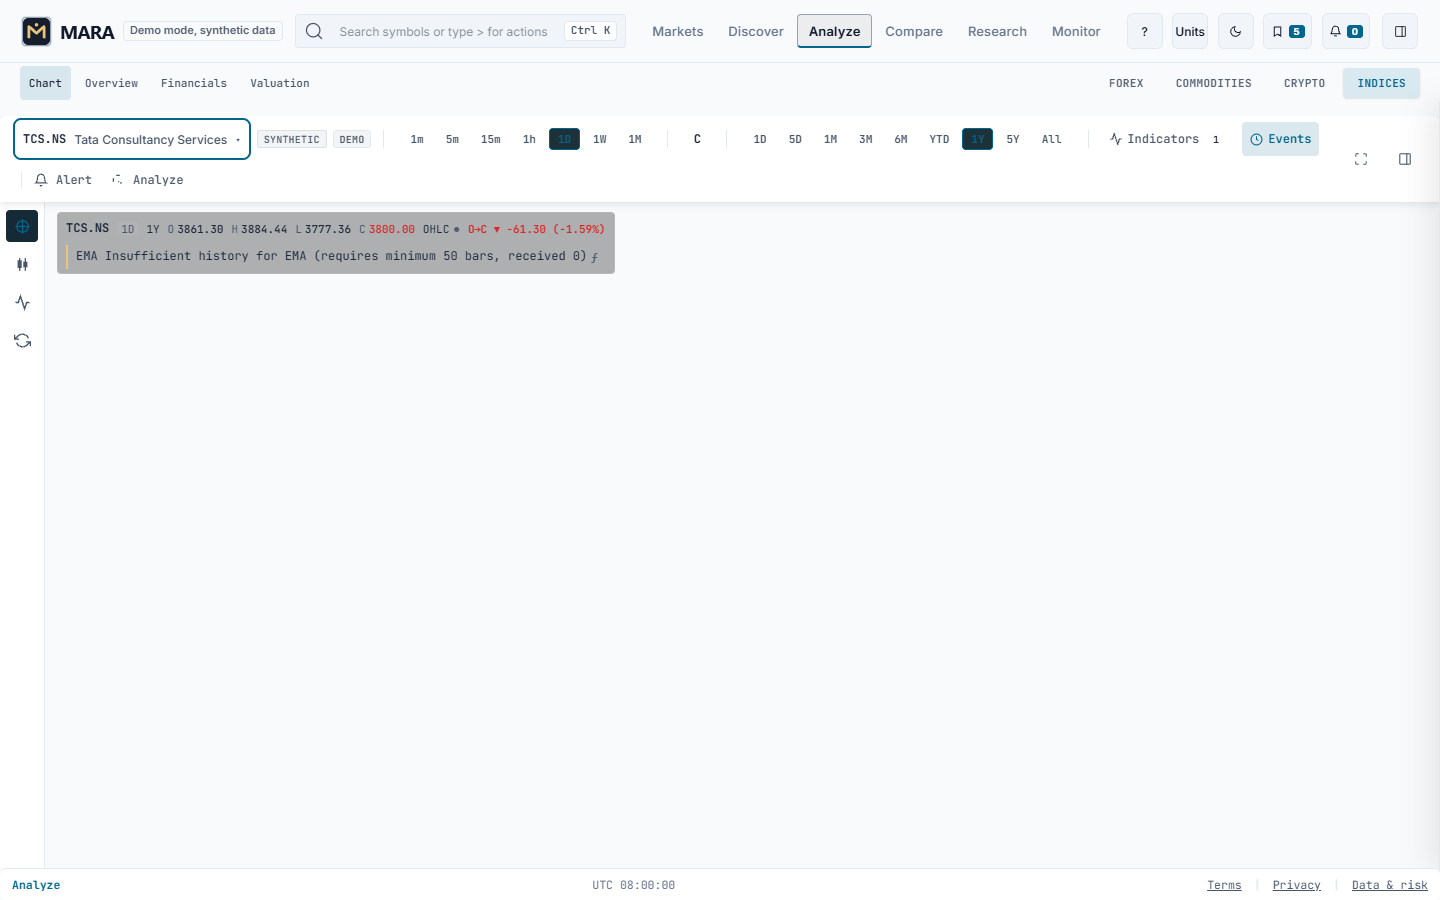 MARA Demo mode, synthetic data Search symbols or type > for actions Ctrl K Markets Discover Analyze Compare Research Monitor ? Units 5 0
Chart Overview Financials Valuation FOREX COMMODITIES CRYPTO INDICES
TCS.NS Tata Consultancy Services SYNTHETIC DEMO 1m 5m 15m 1h 1D 1W 1M C 1D 5D 1M 3M 6M YTD 1Y 5Y All Indicators 1 Events
Alert Analyze
TCS.NS 1D 1Y O 3861.30 H 3884.44 L 3777.36 C 3800.00 OHLC O→C ▼ -61.30 (-1.59%)
EMA Insufficient history for EMA (requires minimum 50 bars, received 0) ƒ
Analyze UTC 08:00:00 Terms Privacy Data & risk